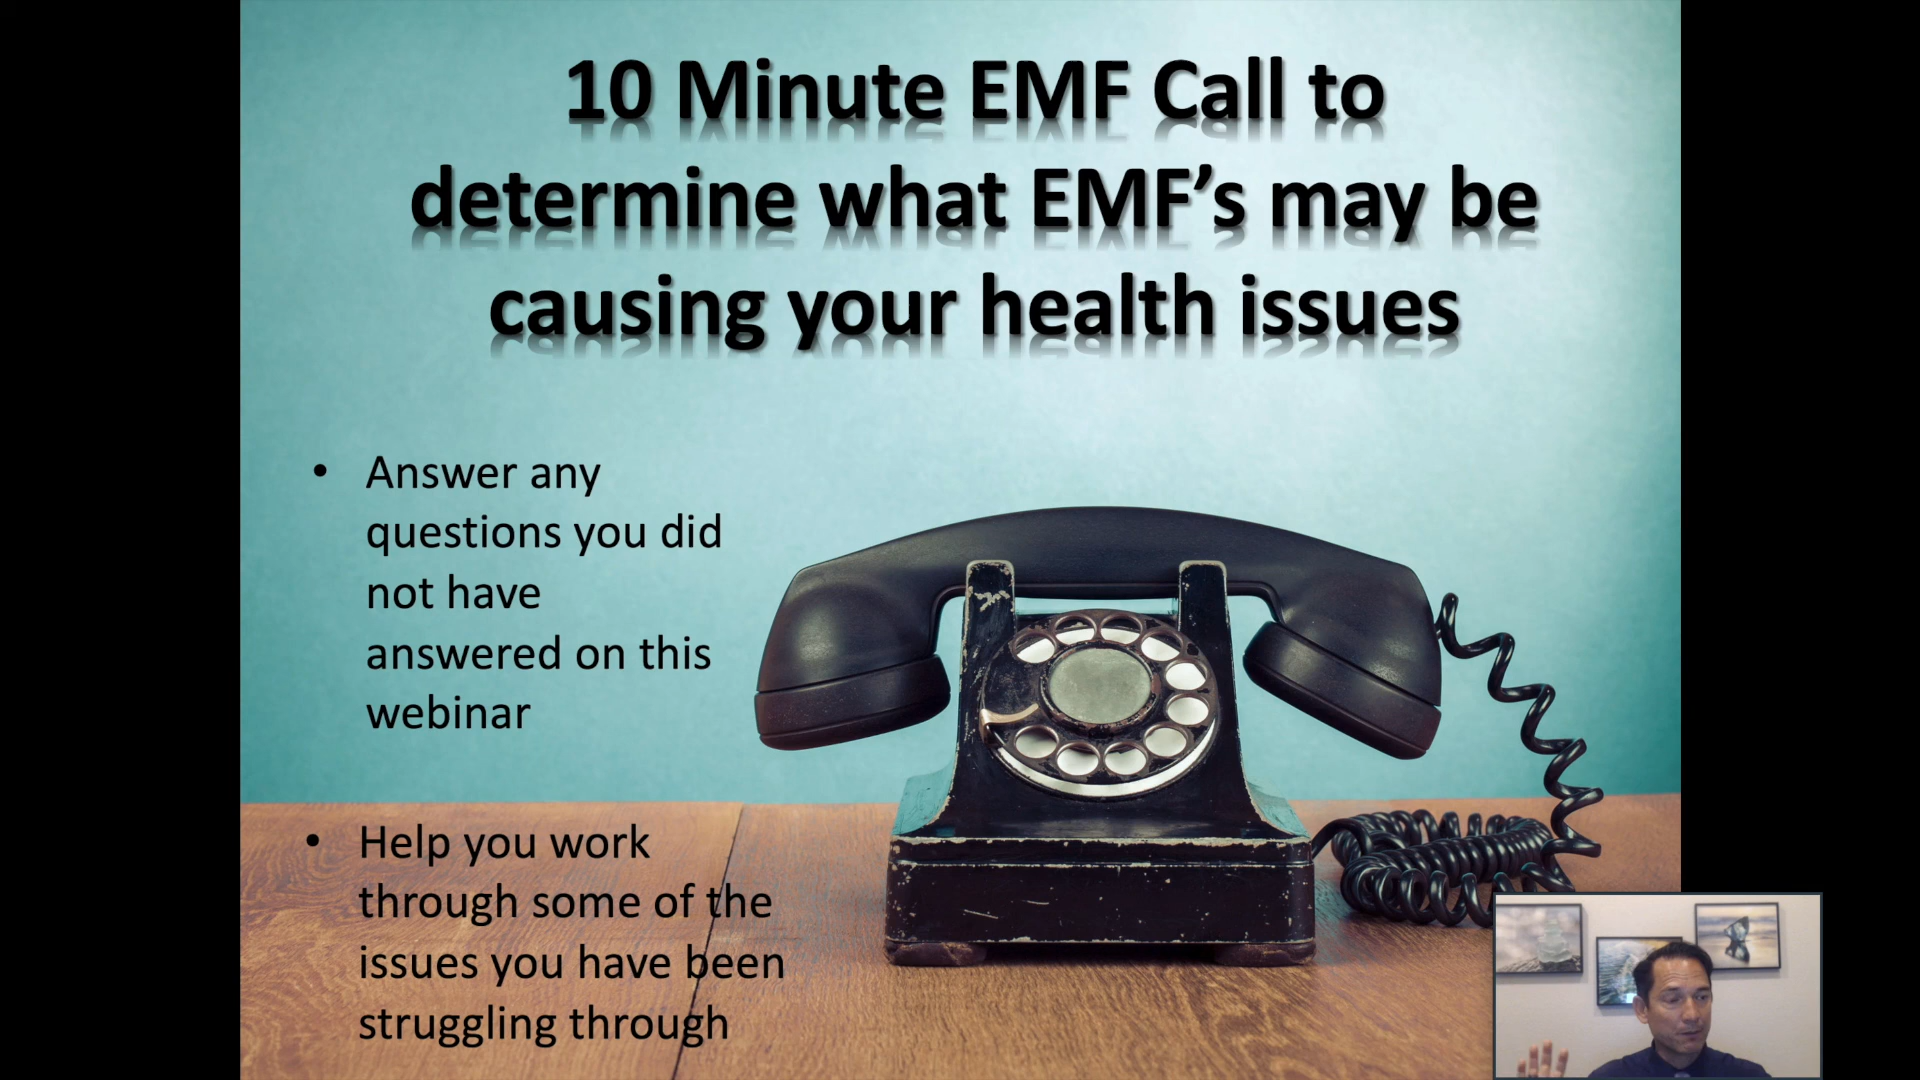 10 Minute EMF Call to
determine what EMF’s may be
causing your health issues
• Answer any
questions you did
not have
answered on this
webinar
• Help you work
through some of the
issues you have been
struggling through